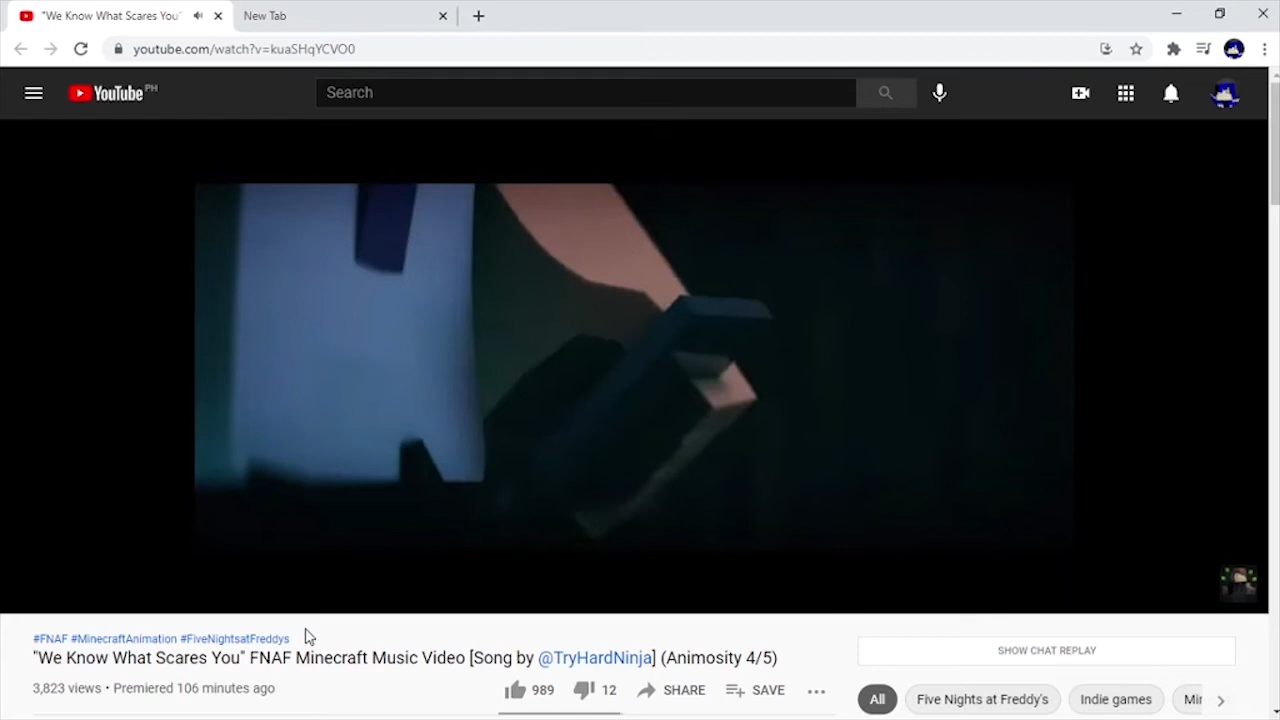 "We Know What Scares You"
New Tab
youtube.com/watch?v=kuaSHqYCVO0
YouTube PH
Search
#FNAF #MinecraftAnimation #FiveNightsatFreddys
"We Know What Scares You" FNAF Minecraft Music Video [Song by @TryHardNinja] (Animosity 4/5)
3,823 views • Premiered 106 minutes ago
989
12
SHARE
SAVE
SHOW CHAT REPLAY
All
Five Nights at Freddy's
Indie games